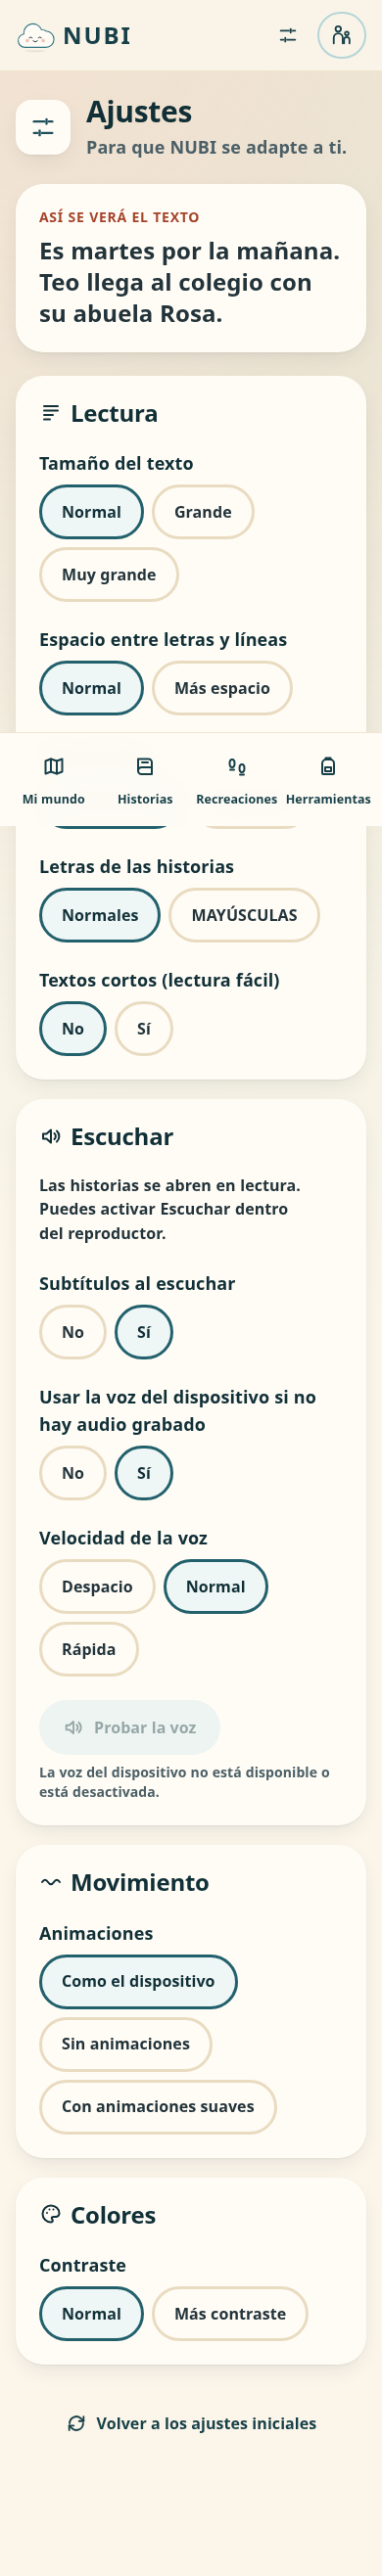 NUBI
Ajustes
Para que NUBI se adapte a ti.
ASÍ SE VERÁ EL TEXTO
Es martes por la mañana.
Teo llega al colegio con
su abuela Rosa.
Lectura
Tamaño del texto
Normal
Grande
Muy grande
Espacio entre letras y líneas
Normal
Más espacio
Mi mundo
Historias
Recreaciones
Herramientas
Letras de las historias
Normales
MAYÚSCULAS
Textos cortos (lectura fácil)
No
Sí
Escuchar
Las historias se abren en lectura.
Puedes activar Escuchar dentro
del reproductor.
Subtítulos al escuchar
No
Sí
Usar la voz del dispositivo si no
hay audio grabado
No
Sí
Velocidad de la voz
Despacio
Normal
Rápida
Probar la voz
La voz del dispositivo no está disponible o
está desactivada.
Movimiento
Animaciones
Como el dispositivo
Sin animaciones
Con animaciones suaves
Colores
Contraste
Normal
Más contraste
Volver a los ajustes iniciales